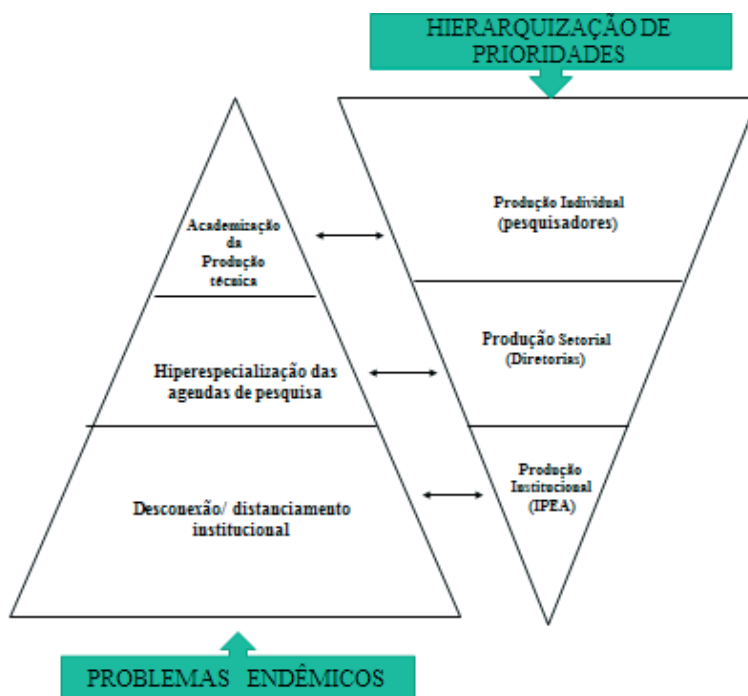 HIERARQUIZAÇÃO DE
PRIORIDADES
Academização
da
Produção
técnica
Produção Individual
(pesquisadores)
Hiperespecialização das
agendas de pesquisa
Produção Setorial
(Diretorias)
Desconexão/ distanciamento
institucional
Produção
Institucional
(IPEA)
PROBLEMAS ENDÊMICOS